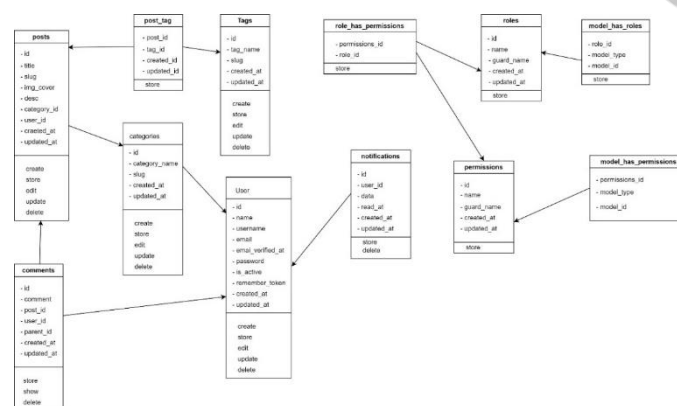 posts
- id
- title
- slug
- img_cover
- desc
- category_id
- user_id
- craeted_at
- updated_at
create
store
edit
update
delete
post_tag
- post_id
- tag_id
- created_id
- updated_id
store
Tags
- id
- tag_name
- slug
- created_at
- updated_at
create
store
edit
update
delete
role_has_permissions
- permissions_id
- role_id
store
roles
- id
- name
- guard_name
- created_at
- updated_at
store
model_has_roles
- role_id
- model_type
- model_id
store
categories
- id
- category_name
- slug
- created_at
- updated_at
create
store
edit
update
delete
User
- id
- name
- username
- email
- emai_verified_at
- password
- is_active
- remember_token
- created_at
- updated_at
create
store
edit
update
delete
notifications
- id
- user_id
- data
- read_at
- created_at
- updated_at
store
delete
permissions
- id
- name
- guard_name
- created_at
- updated_at
store
model_has_permissions
- permissions_id
- model_type
- model_id
comments
- id
- comment
- post_id
- user_id
- parent_id
- created_at
- updated_at
store
show
delete